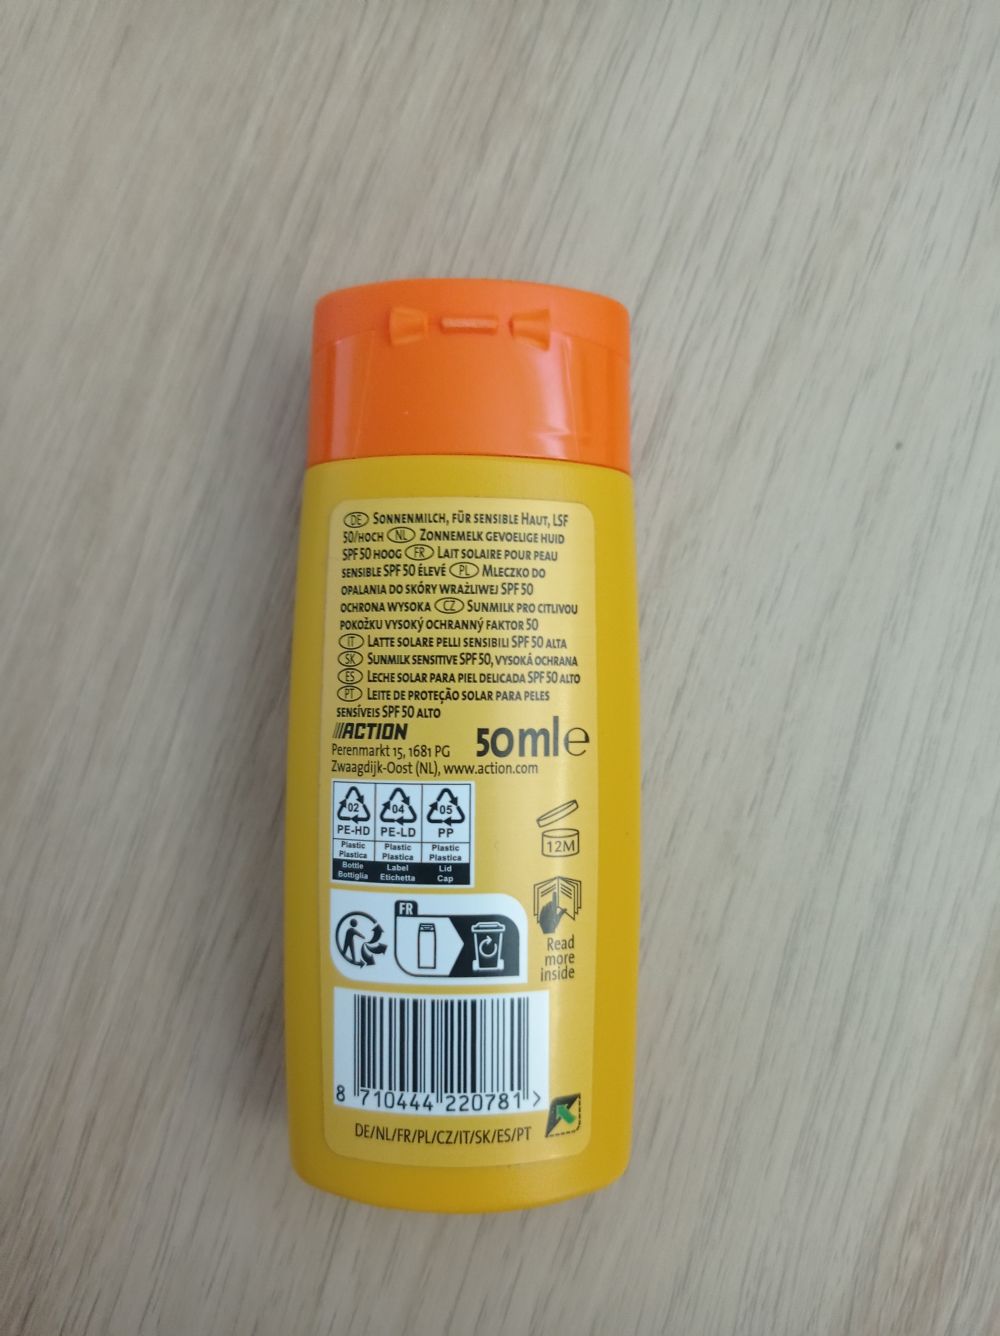 DE SONNENMILCH, FÜR SENSIBLE HAUT, LSF
50/HOCH NL ZONNEMELK GEVOELIGE HUID
SPF 50 HOOG FR LAIT SOLAIRE POUR PEAU
SENSIBLE SPF 50 ÉLEVÉ PL MLECZKO DO
OPALANIA DO SKÓRY WRAŻLIWEJ SPF 50
OCHRONA WYSOKA CZ SUNMILK PRO CITLIVOU
POKOŽKU VYSOKÝ OCHRANNÝ FAKTOR 50
IT LATTE SOLARE PELLI SENSIBILI SPF 50 ALTA
SK SUNMILK SENSITIVE SPF 50, VYSOKÁ OCHRANA
ES LECHE SOLAR PARA PIEL DELICADA SPF 50 ALTO
PT LEITE DE PROTEÇÃO SOLAR PARA PELES
SENSÍVEIS SPF 50 ALTO
ACTION
Perenmarkt 15, 1681 PG
Zwaagdijk-Oost (NL), www.action.com
50 ml e
02 04 05
PE-HD PE-LD PP
Plastic Plastic Plastic
Plastica Plastica Plastica
Bottle Label Lid
Bottiglia Etichetta Cap
12M
FR
Read
more
inside
8 710444 220781 >
DE/NL/FR/PL/CZ/IT/SK/ES/PT